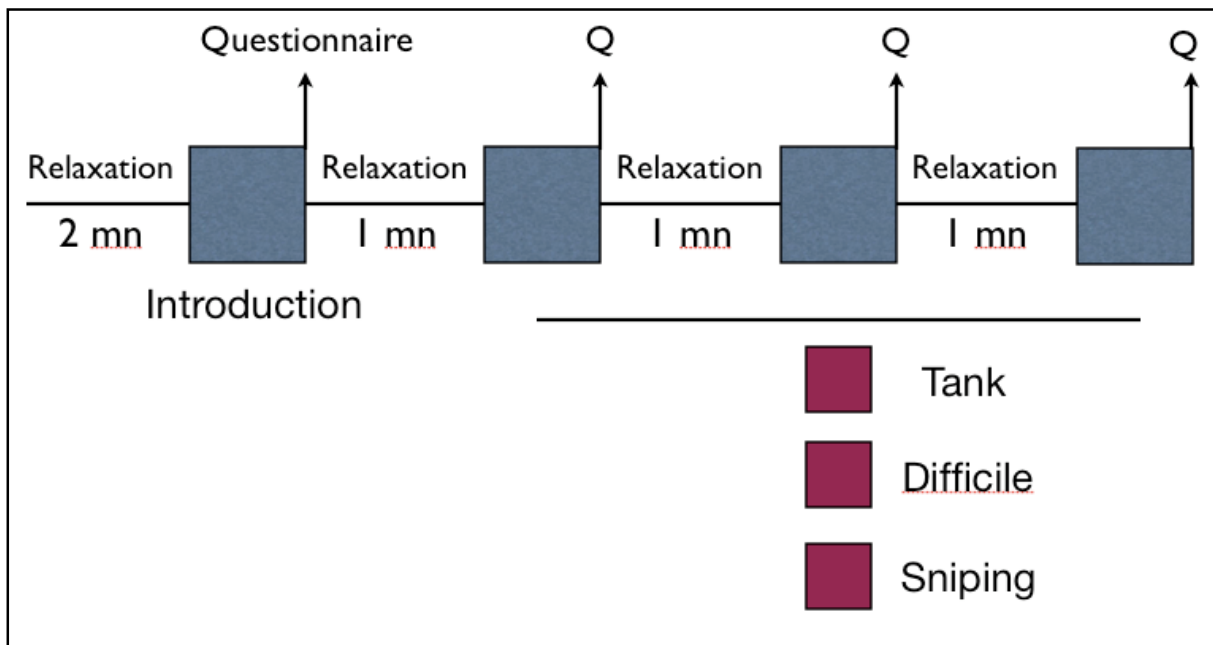 Questionnaire Q Q Q
Relaxation Relaxation Relaxation Relaxation
2 mn 1 mn 1 mn 1 mn
Introduction
Tank
Difficile
Sniping